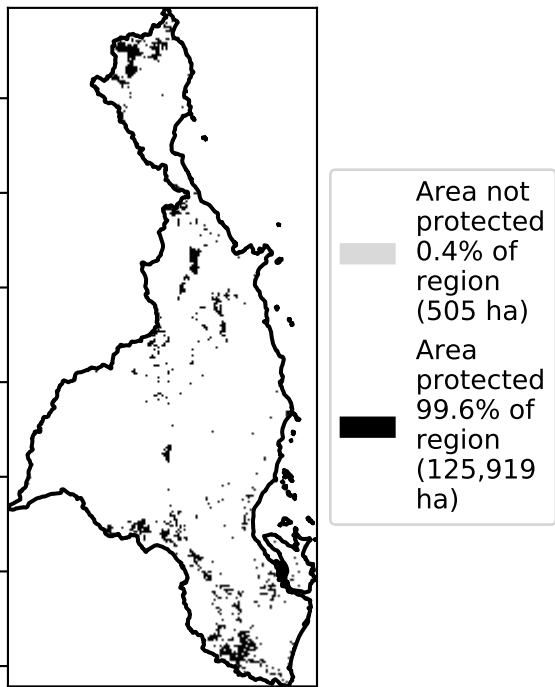 Area not
protected
0.4% of
region
(505 ha)
Area
protected
99.6% of
region
(125,919
ha)